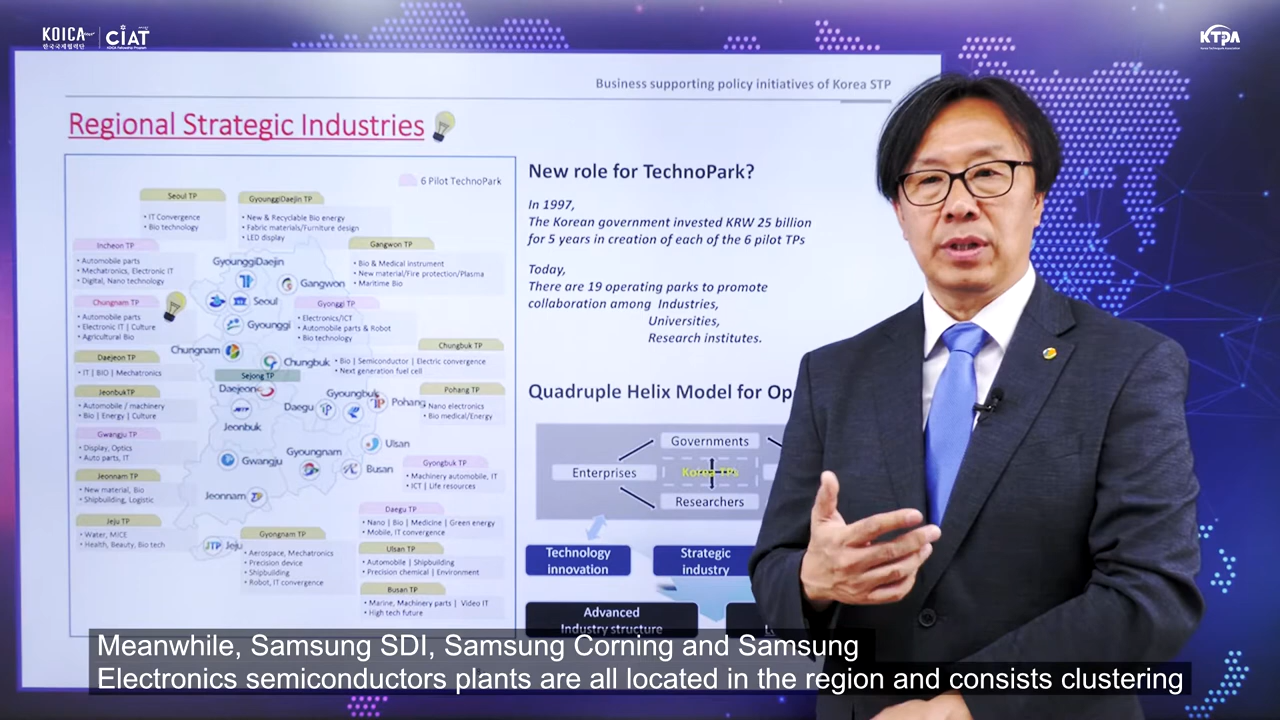 KOICA
한국국제협력단
CIAT
KOICA Fellowship Program
KTPA
Korea Technopark Association
Business supporting policy initiatives of Korea STP
Regional Strategic Industries
6 Pilot TechnoPark
Seoul TP
• IT Convergence
• Bio technology
GyounggiDaejin TP
• New & Recyclable Bio energy
• Fabric materials/Furniture design
• LED display
Incheon TP
• Automobile parts
• Mechatronics, Electronic IT
• Digital, Nano technology
Gangwon TP
• Bio & Medical instrument
• New material/Fire protection/Plasma
• Maritime Bio
Chungnam TP
• Automobile parts
• Electronic IT | Culture
• Agricultural Bio
Gyonggi TP
• Electronics/ICT
• Automobile parts & Robot
• Bio technology
Daejeon TP
• IT | BIO | Mechatronics
Chungbuk TP
• Bio | Semiconductor | Electric convergence
• Next generation fuel cell
Sejong TP
JeonbukTP
• Automobile / machinery
• Bio | Energy | Culture
Pohang TP
• Nano electronics
• Bio medical/Energy
Gwangju TP
• Display, Optics
• Auto parts, IT
Gyongbuk TP
• Machinery automobile, IT
• ICT | Life resources
Jeonnam TP
• New material, Bio
• Shipbuilding, Logistic
Daegu TP
• Nano | Bio | Medicine | Green energy
• Mobile, IT convergence
Jeju TP
• Water, MICE
• Health, Beauty, Bio tech
Gyongnam TP
• Aerospace, Mechatronics
• Precision device
• Shipbuilding
• Robot, IT convergence
Ulsan TP
• Automobile | Shipbuilding
• Precision chemical | Environment
Busan TP
• Marine, Machinery parts | Video IT
• High tech future
GyounggiDaejin
Gangwon
Seoul
Gyounggi
Chungnam
Chungbuk
Daejeon
Gyoungbuk
Daegu
Pohang
JBTP
Jeonbuk
Ulsan
Gyoungnam
Gwangju
Busan
Jeonnam
JTP Jeju
New role for TechnoPark?
In 1997,
The Korean government invested KRW 25 billion
for 5 years in creation of each of the 6 pilot TPs
Today,
There are 19 operating parks to promote
collaboration among Industries,
Universities,
Research institutes.
Quadruple Helix Model for Op
Governments
Enterprises
Korea TPs
Researchers
Technology
innovation
Strategic
industry
Advanced
Industry structure
Meanwhile, Samsung SDI, Samsung Corning and Samsung
Electronics semiconductors plants are all located in the region and consists clustering